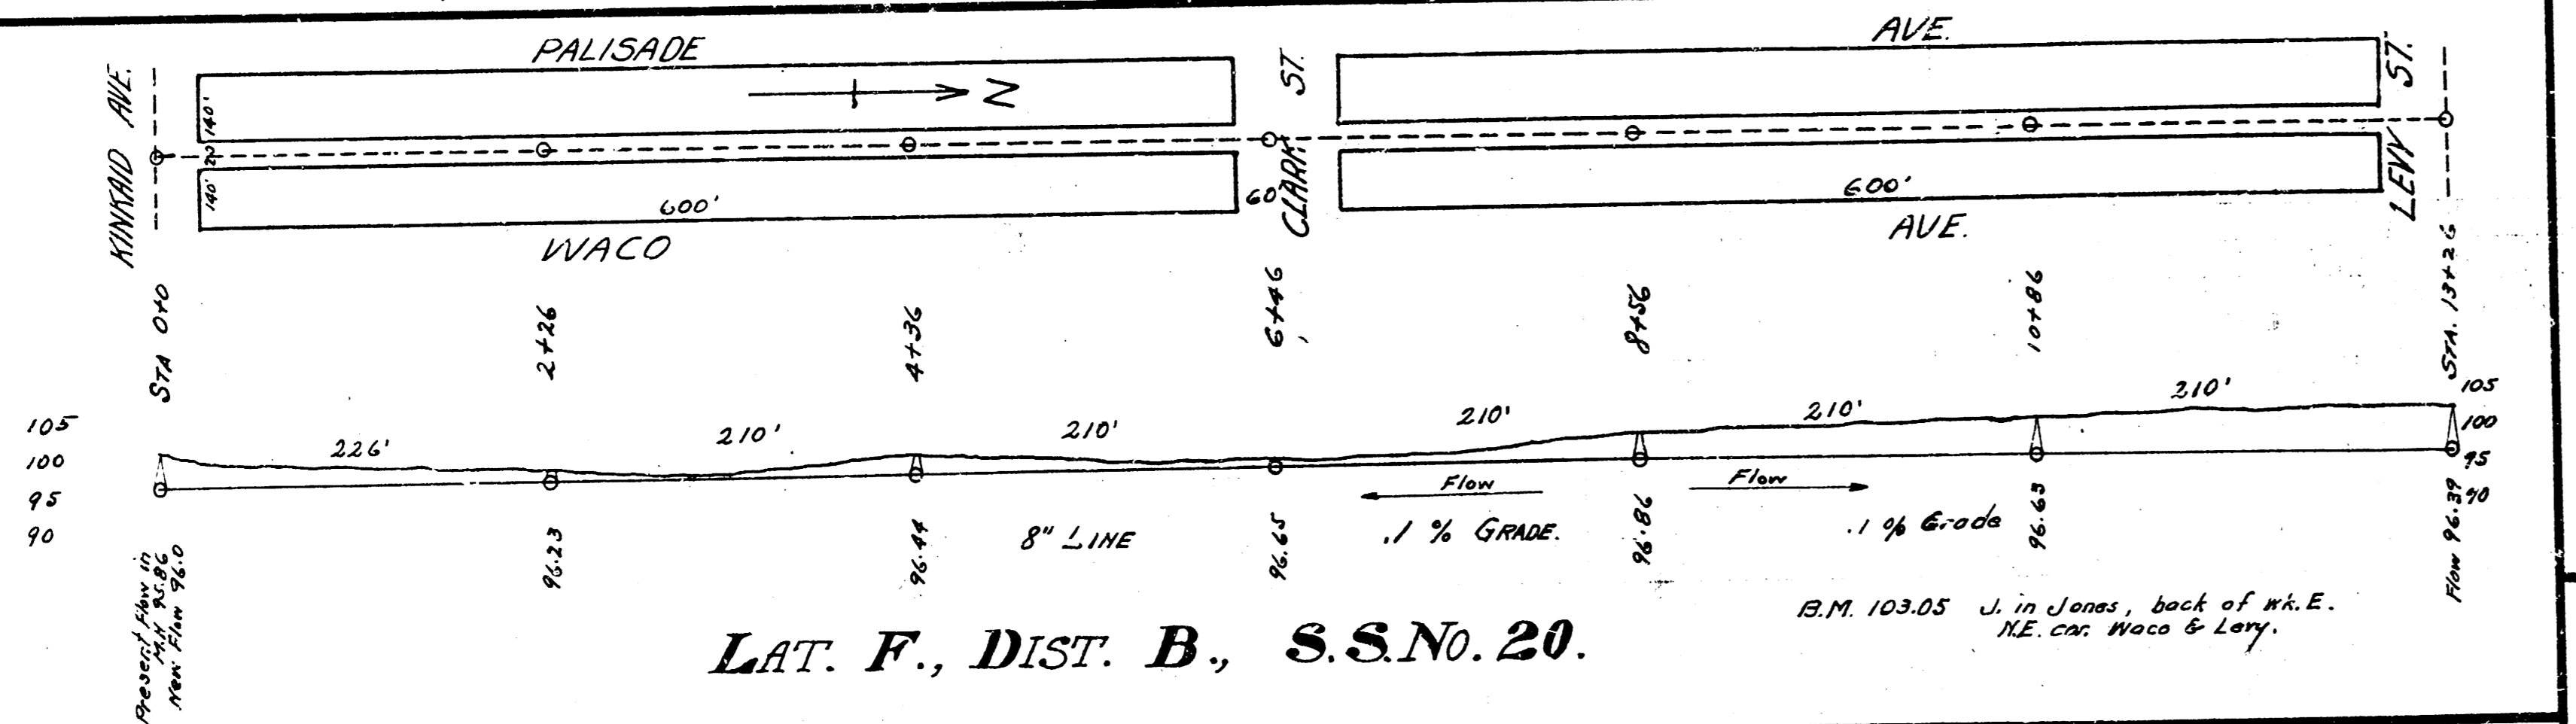 PALISADE AVE.
KINKAID AVE.
CLARK ST.
LEVY ST.
N
140'
20
140'
600'
60'
600'
WACO AVE.
STA 0+0
2+26
4+36
6+46
8+56
10+86
STA. 13+26
105
100
95
90
226'
210'
210'
210'
210'
210'
105
100
95
90
Flow
Flow
8" LINE
.1 % GRADE.
.1 % Grade
Present Flow in
M.H 95.86
New Flow 96.0
96.23
96.44
96.65
96.86
96.63
Flow 96.39
B.M. 103.05 J. in Jones, back of wk. E.
N.E. cor. Waco & Levy.
LAT. F., DIST. B., S.S. NO. 20.